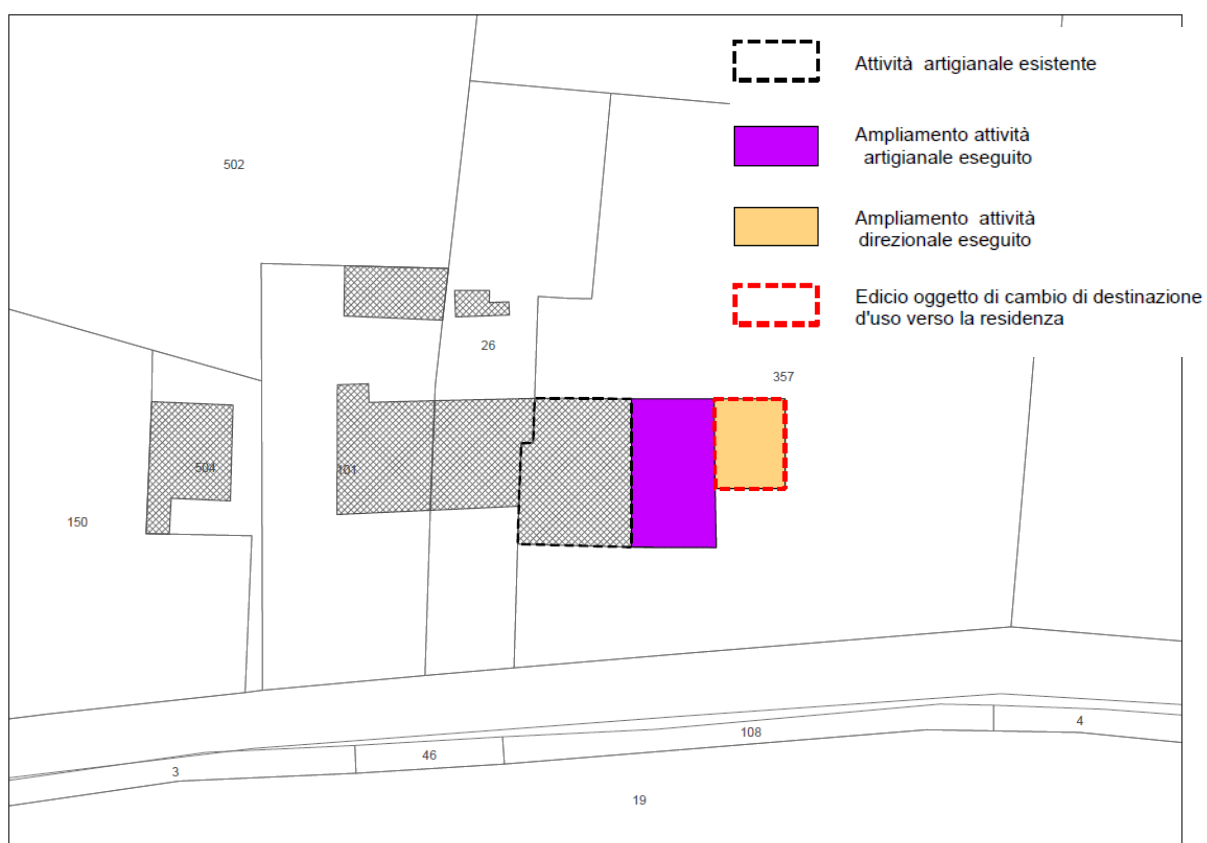 Attività artigianale esistente
Ampliamento attività
artigianale eseguito
Ampliamento attività
direzionale eseguito
Edicio oggetto di cambio di destinazione
d'uso verso la residenza
502
26
357
504
101
150
108
4
46
3
19